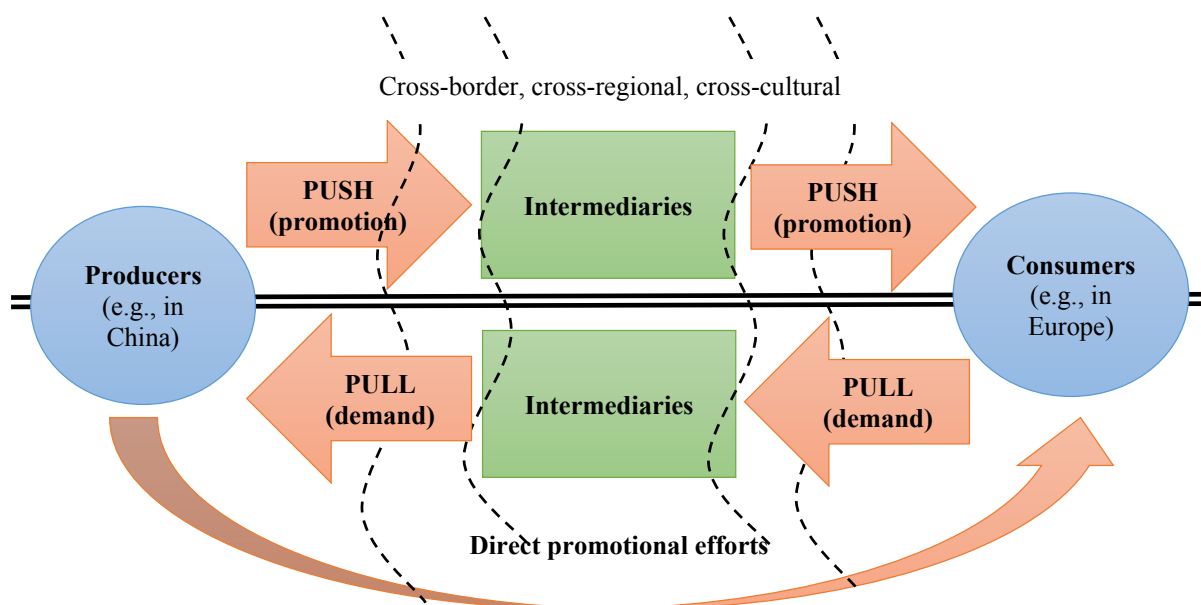 Cross-border, cross-regional, cross-cultural
PUSH
(promotion)
Intermediaries
PUSH
(promotion)
Producers
(e.g., in
China)
Consumers
(e.g., in
Europe)
PULL
(demand)
Intermediaries
PULL
(demand)
Direct promotional efforts